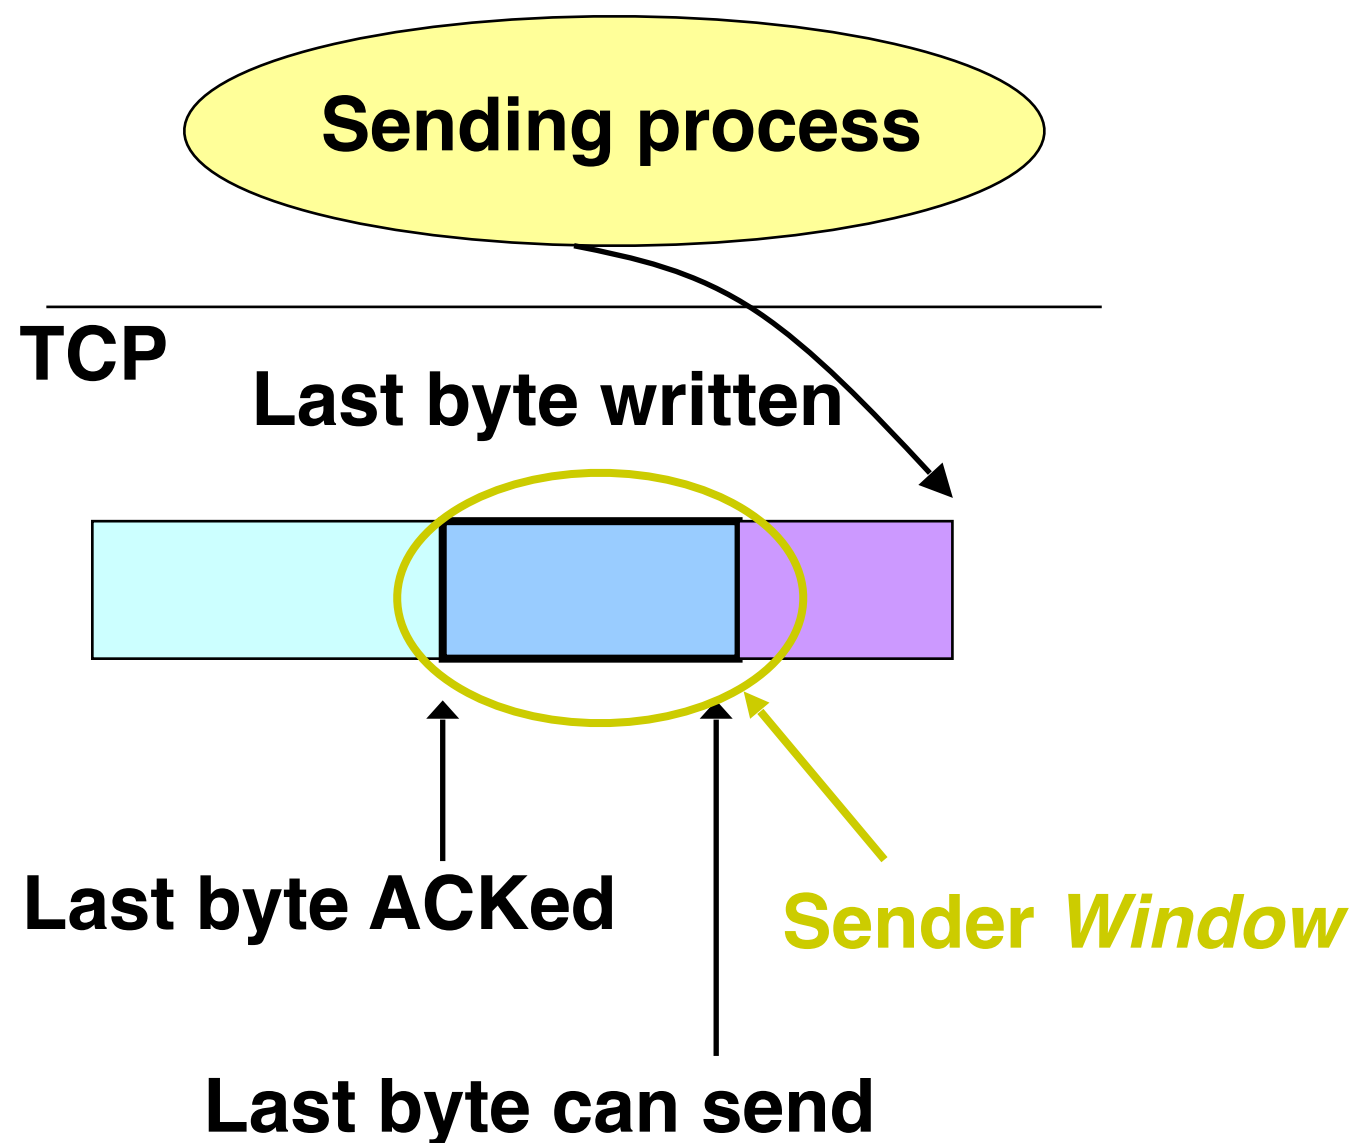 Sending process
TCP
Last byte written
Last byte ACKed
Sender Window
Last byte can send